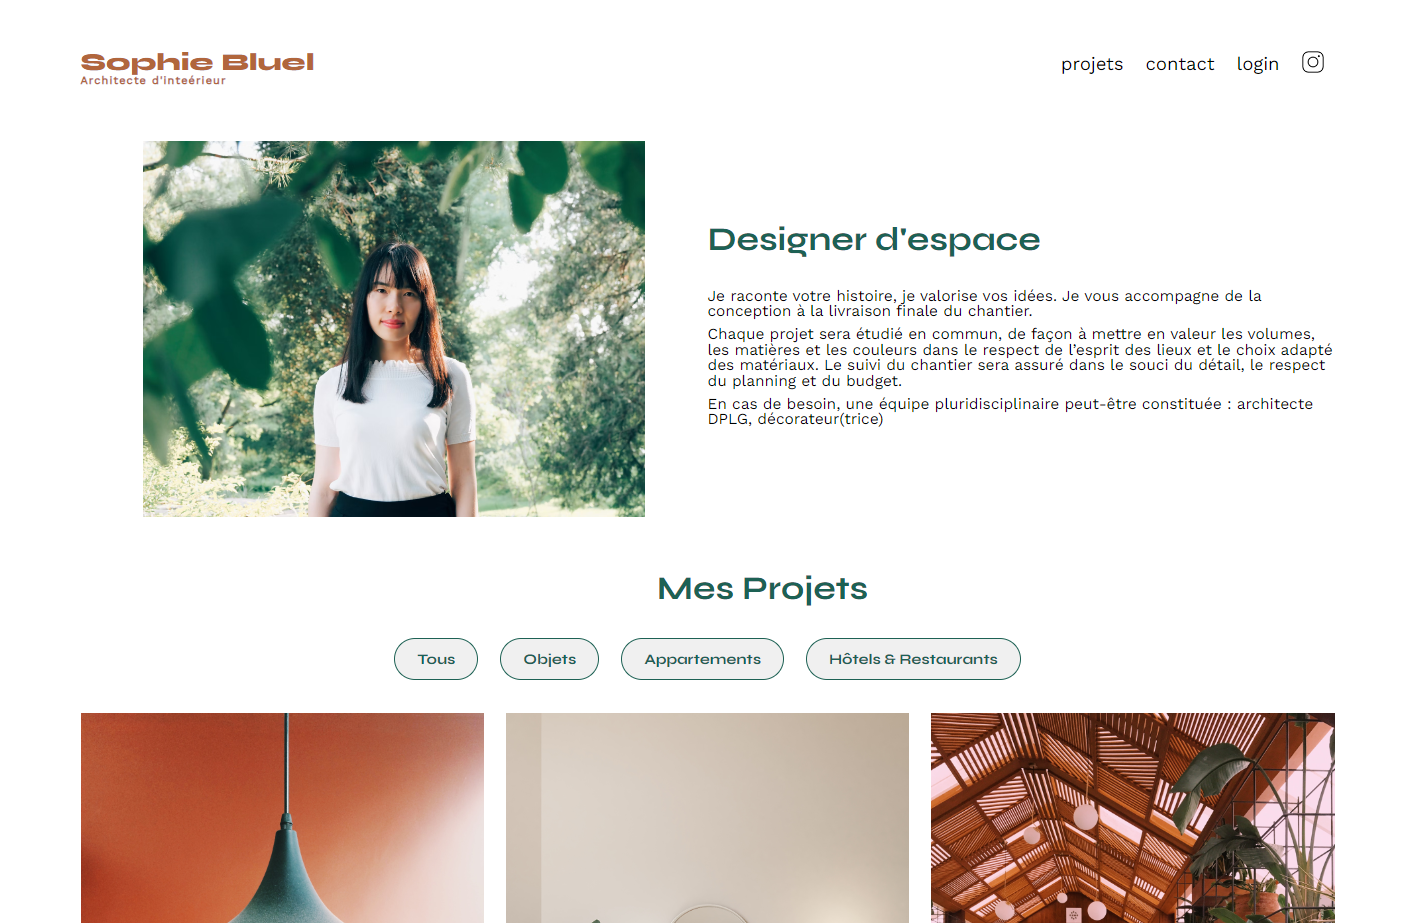 Sophie Bluel
Architecte d'inteérieur
projets contact login
Designer d'espace
Je raconte votre histoire, je valorise vos idées. Je vous accompagne de la
conception à la livraison finale du chantier.
Chaque projet sera étudié en commun, de façon à mettre en valeur les volumes,
les matières et les couleurs dans le respect de l’esprit des lieux et le choix adapté
des matériaux. Le suivi du chantier sera assuré dans le souci du détail, le respect
du planning et du budget.
En cas de besoin, une équipe pluridisciplinaire peut-être constituée : architecte
DPLG, décorateur(trice)
Mes Projets
Tous Objets Appartements Hôtels & Restaurants